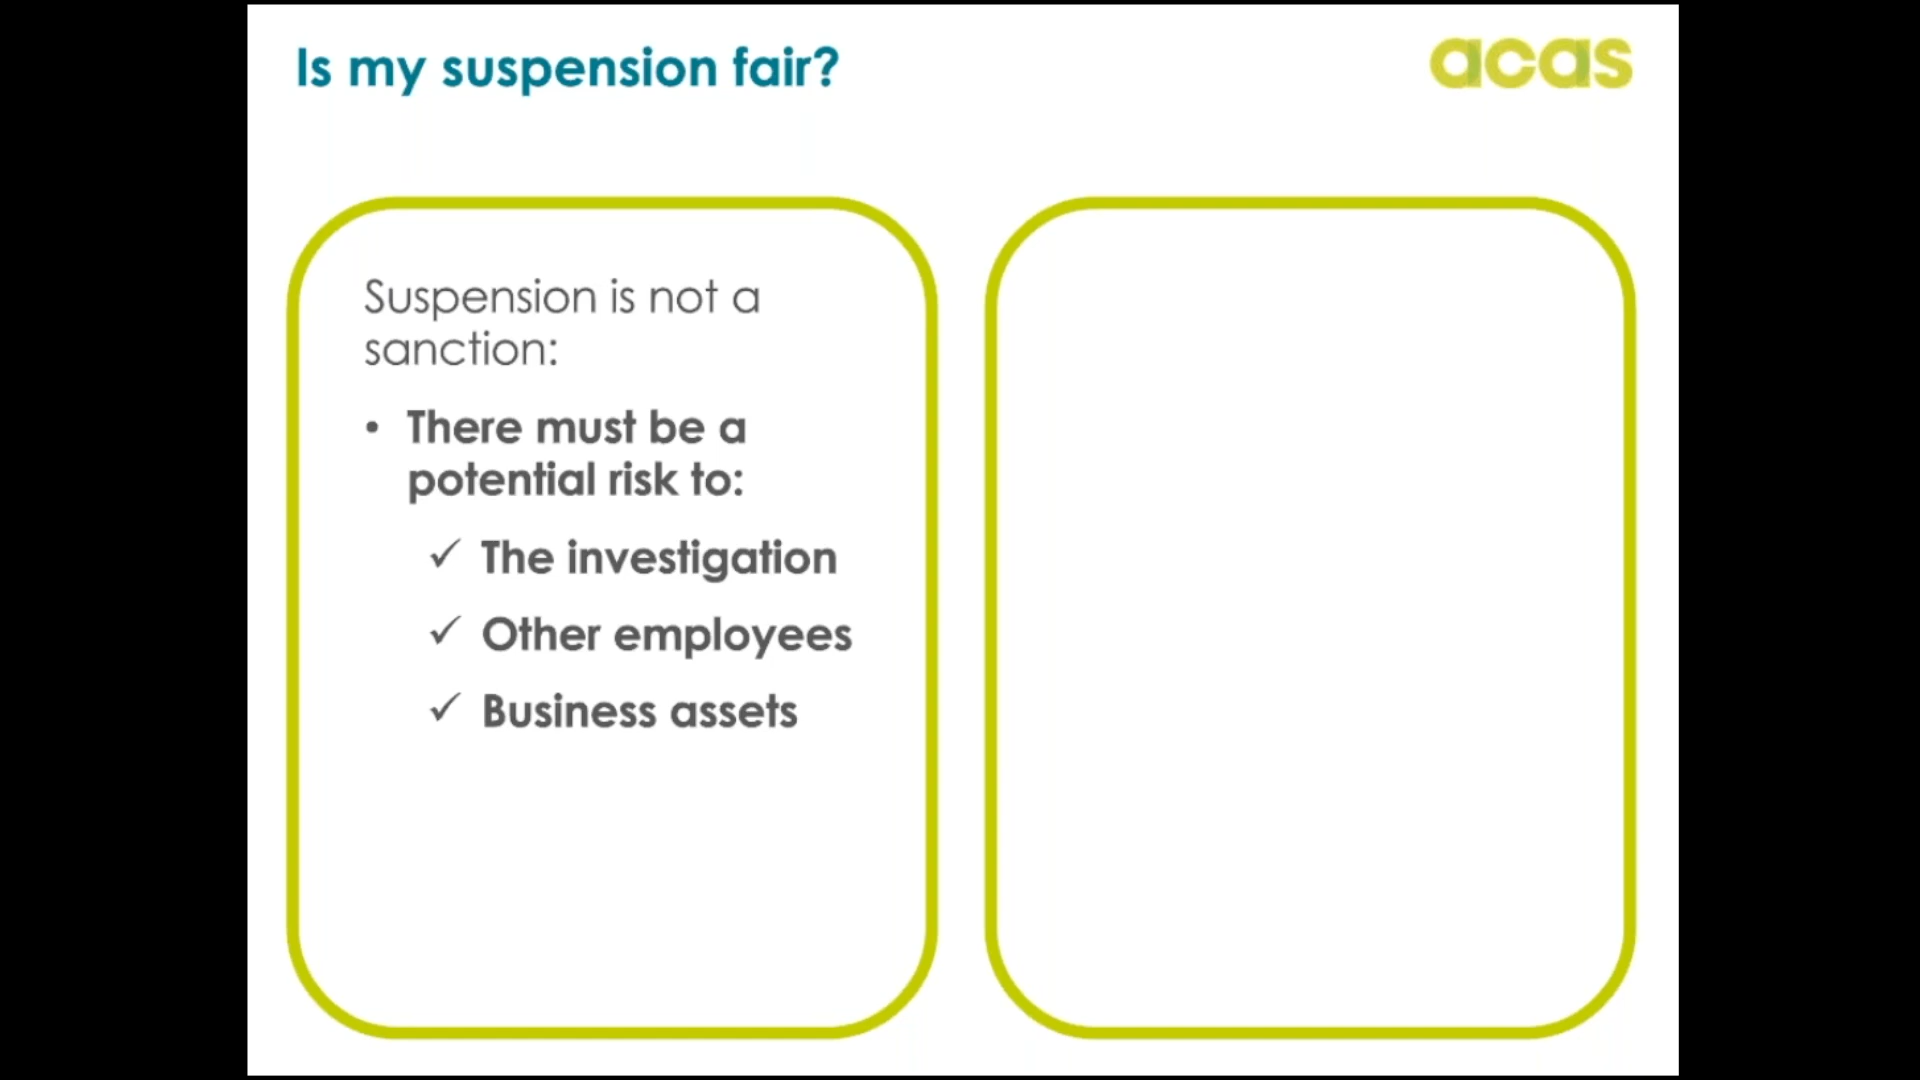 Is my suspension fair?
acas
Suspension is not a
sanction:
• There must be a
potential risk to:
✓ The investigation
✓ Other employees
✓ Business assets